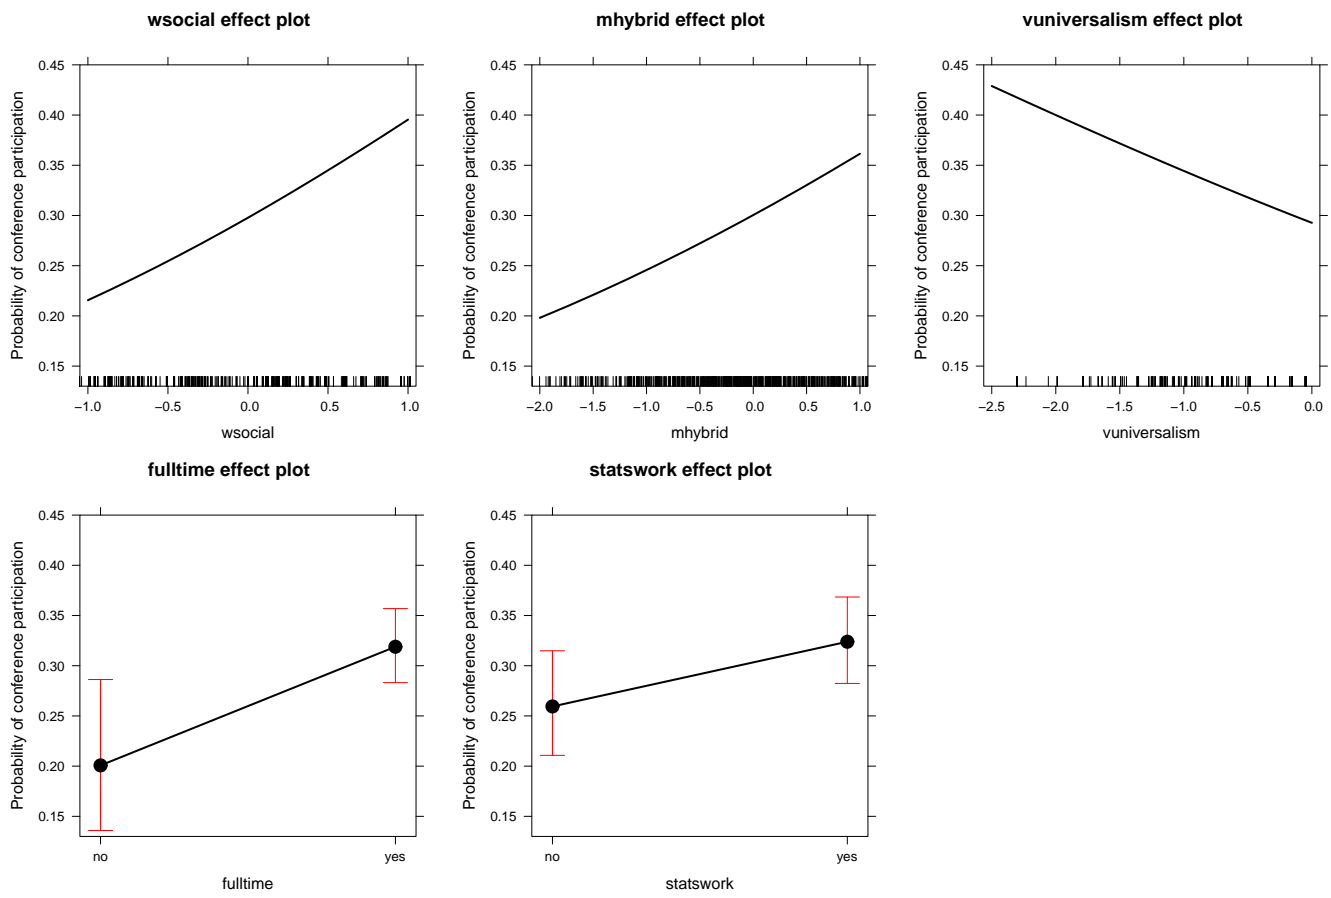 wsocial effect plot
Probability of conference participation
0.45
0.40
0.35
0.30
0.25
0.20
0.15
−1.0 −0.5 0.0 0.5 1.0
wsocial
mhybrid effect plot
Probability of conference participation
0.45
0.40
0.35
0.30
0.25
0.20
0.15
−2.0 −1.5 −1.0 −0.5 0.0 0.5 1.0
mhybrid
vuniversalism effect plot
Probability of conference participation
0.45
0.40
0.35
0.30
0.25
0.20
0.15
−2.5 −2.0 −1.5 −1.0 −0.5 0.0
vuniversalism
fulltime effect plot
Probability of conference participation
0.45
0.40
0.35
0.30
0.25
0.20
0.15
no yes
fulltime
statswork effect plot
Probability of conference participation
0.45
0.40
0.35
0.30
0.25
0.20
0.15
no yes
statswork